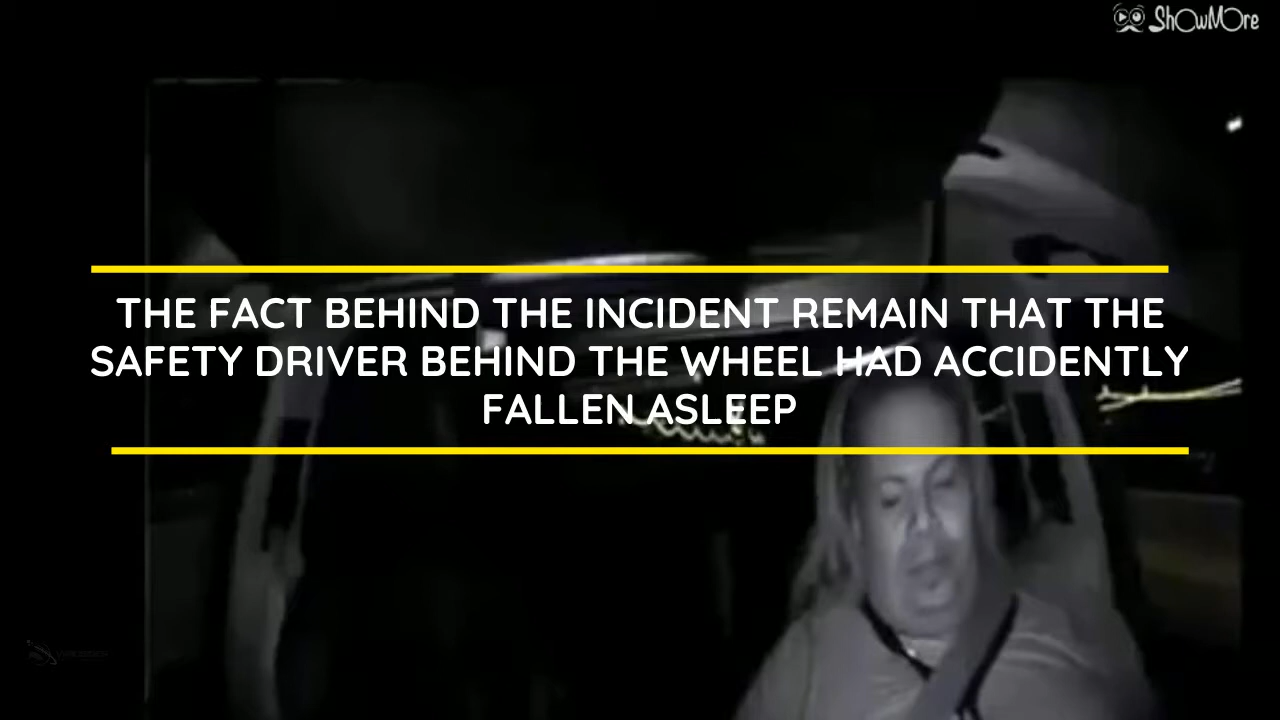 ShOwMOre
THE FACT BEHIND THE INCIDENT REMAIN THAT THE
SAFETY DRIVER BEHIND THE WHEEL HAD ACCIDENTLY
FALLEN ASLEEP